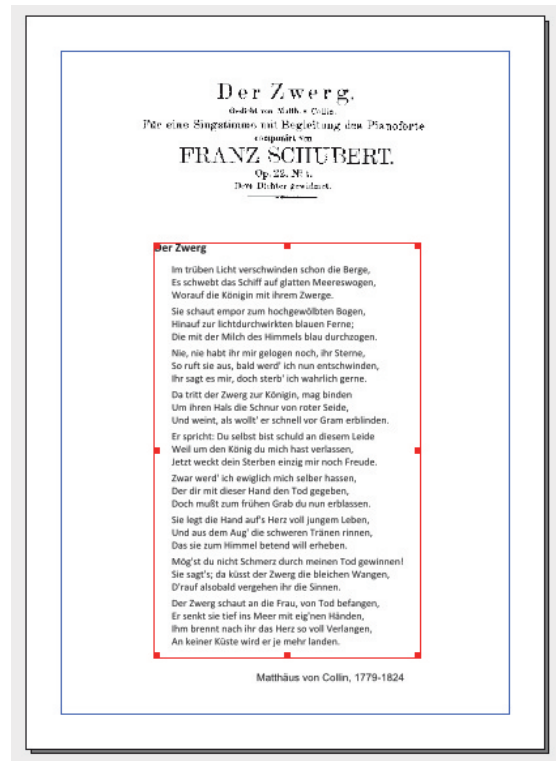 Der Zwerg.
Gedicht von Matth. v. Collin.
Für eine Singstimme mit Begleitung des Pianoforte
componirt von
FRANZ SCHUBERT.
Op. 22. Nº 1.
Dem Dichter gewidmet.
Der Zwerg
Im trüben Licht verschwinden schon die Berge,
Es schwebt das Schiff auf glatten Meereswogen,
Worauf die Königin mit ihrem Zwerge.
Sie schaut empor zum hochgewölbten Bogen,
Hinauf zur lichtdurchwirkten blauen Ferne;
Die mit der Milch des Himmels blau durchzogen.
Nie, nie habt ihr mir gelogen noch, ihr Sterne,
So ruft sie aus, bald werd' ich nun entschwinden,
Ihr sagt es mir, doch sterb' ich wahrlich gerne.
Da tritt der Zwerg zur Königin, mag binden
Um ihren Hals die Schnur von roter Seide,
Und weint, als wollt' er schnell vor Gram erblinden.
Er spricht: Du selbst bist schuld an diesem Leide
Weil um den König du mich hast verlassen,
Jetzt weckt dein Sterben einzig mir noch Freude.
Zwar werd' ich ewiglich mich selber hassen,
Der dir mit dieser Hand den Tod gegeben,
Doch mußt zum frühen Grab du nun erblassen.
Sie legt die Hand auf's Herz voll jungem Leben,
Und aus dem Aug' die schweren Tränen rinnen,
Das sie zum Himmel betend will erheben.
Mög'st du nicht Schmerz durch meinen Tod gewinnen!
Sie sagt's; da küsst der Zwerg die bleichen Wangen,
D'rauf alsobald vergehen ihr die Sinnen.
Der Zwerg schaut an die Frau, von Tod befangen,
Er senkt sie tief ins Meer mit eig'nen Händen,
Ihm brennt nach ihr das Herz so voll Verlangen,
An keiner Küste wird er je mehr landen.
Matthäus von Collin, 1779-1824